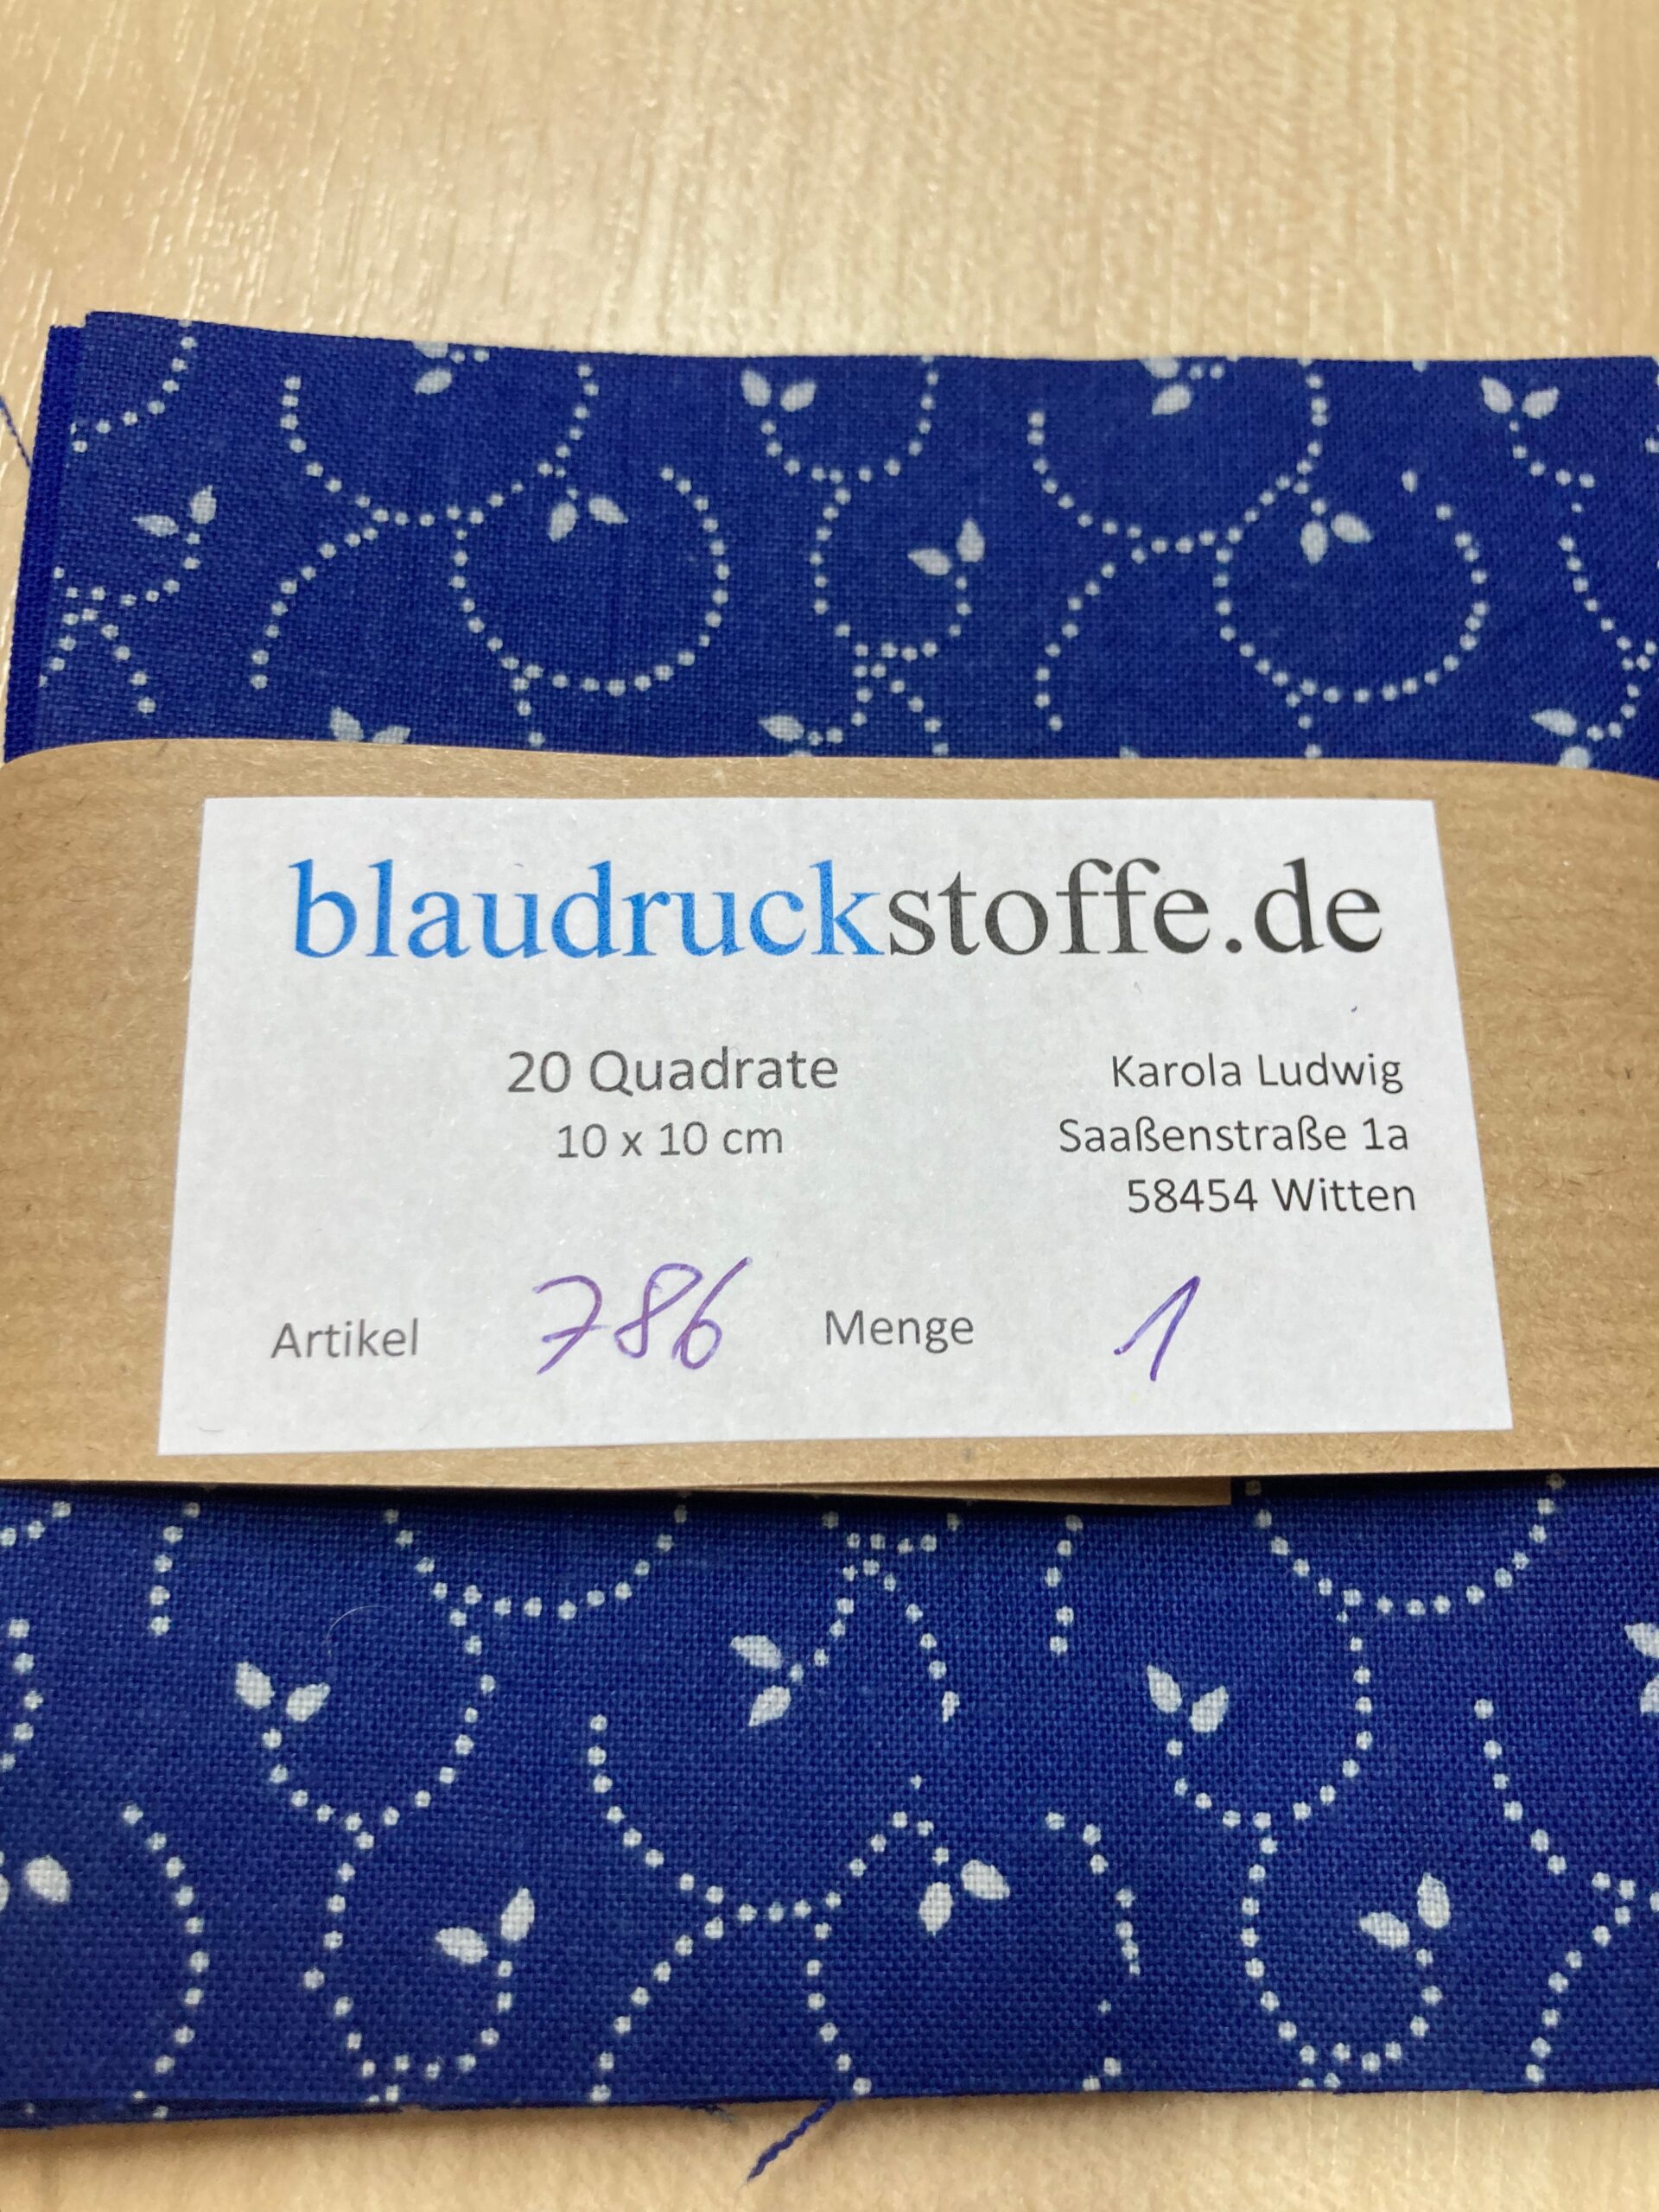 blaudruckstoffe.de
20 Quadrate
10 x 10 cm
Karola Ludwig
Saaßenstraße 1a
58454 Witten
Artikel 786 Menge 1